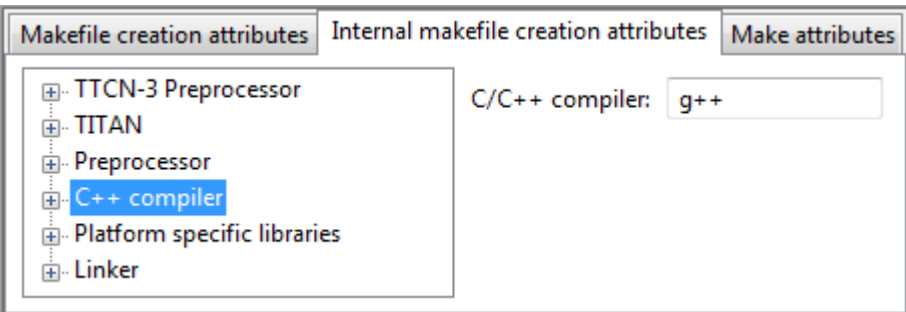 Makefile creation attributes Internal makefile creation attributes Make attributes
TTCN-3 Preprocessor
TITAN
Preprocessor
C++ compiler
Platform specific libraries
Linker
C/C++ compiler: g++